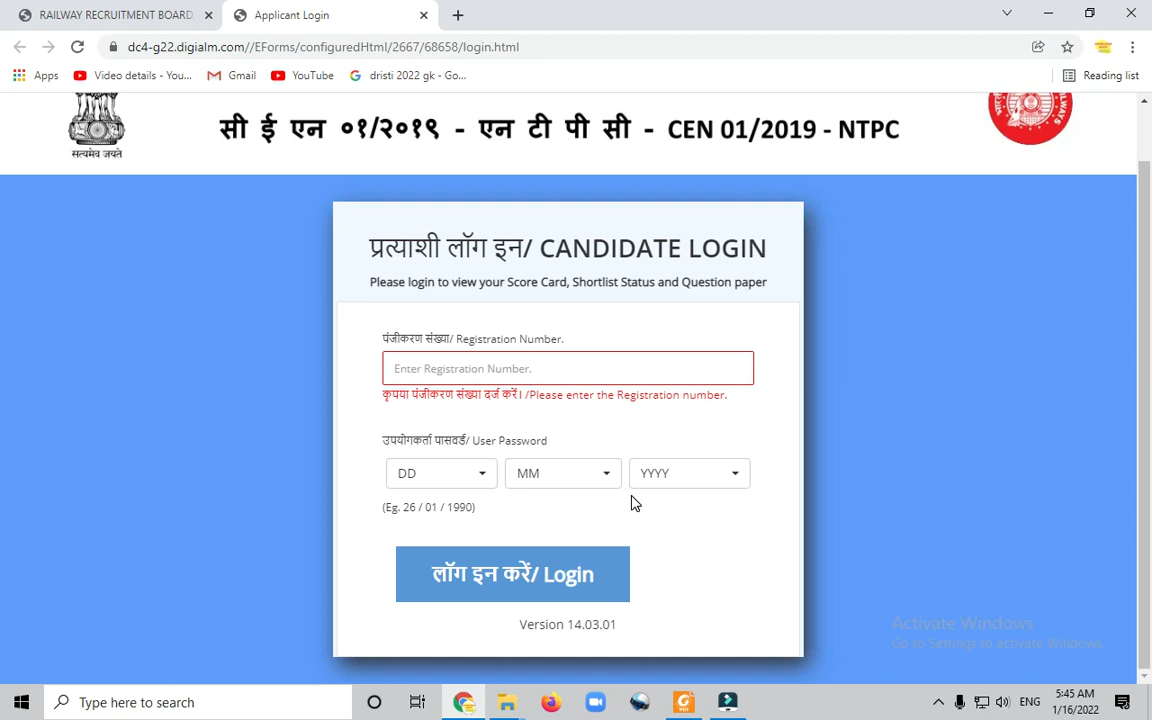 RAILWAY RECRUITMENT BOARD
Applicant Login
dc4-g22.digialm.com//EForms/configuredHtml/2667/68658/login.html
Apps
Video details - You...
Gmail
YouTube
dristi 2022 gk - Go...
Reading list
सत्यमेव जयते
सी ई एन ०१/२०१९ - एन टी पी सी - CEN 01/2019 - NTPC
प्रत्याशी लॉग इन/ CANDIDATE LOGIN
Please login to view your Score Card, Shortlist Status and Question paper
पंजीकरण संख्या/ Registration Number.
Enter Registration Number.
कृपया पंजीकरण संख्या दर्ज करें। /Please enter the Registration number.
उपयोगकर्ता पासवर्ड/ User Password
DD
MM
YYYY
(Eg. 26 / 01 / 1990)
लॉग इन करें/ Login
Version 14.03.01
Activate Windows
Go to Settings to activate Windows.
Type here to search
ENG
5:45 AM
1/16/2022